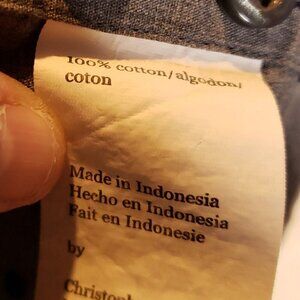 100% cotton/algodon/
coton
Made in Indonesia
Hecho en Indonesia
Fait en Indonesie
by